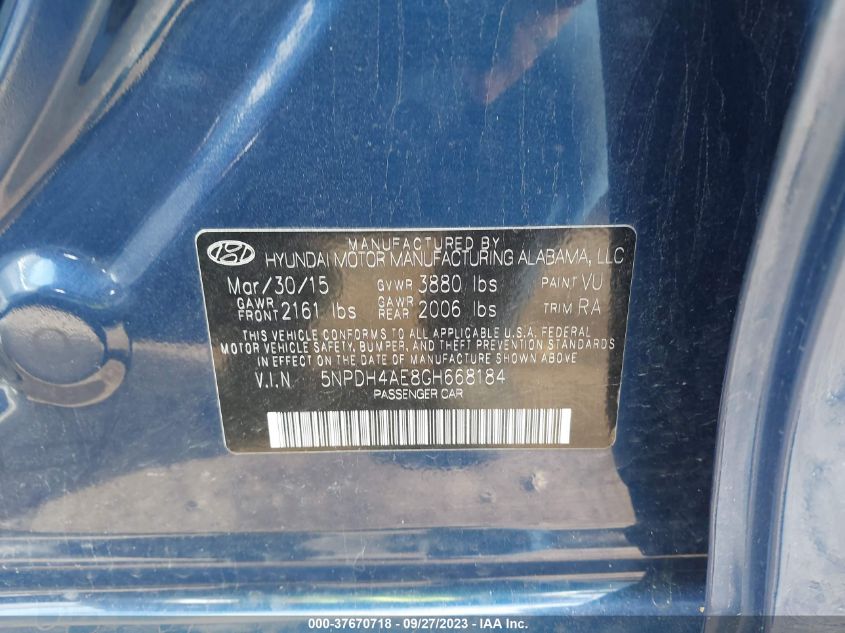 MANUFACTURED BY
HYUNDAI MOTOR MANUFACTURING ALABAMA, LLC
Mar/30/15 GVWR 3880 lbs PAINT VU
GAWR FRONT 2161 lbs GAWR REAR 2006 lbs TRIM RA
THIS VEHICLE CONFORMS TO ALL APPLICABLE U.S.A. FEDERAL
MOTOR VEHICLE SAFETY, BUMPER, AND THEFT PREVENTION STANDARDS
IN EFFECT ON THE DATE OF MANUFACTURE SHOWN ABOVE
V.I.N 5NPDH4AE8GH668184
PASSENGER CAR
000-37670718 - 09/27/2023 - IAAI.com